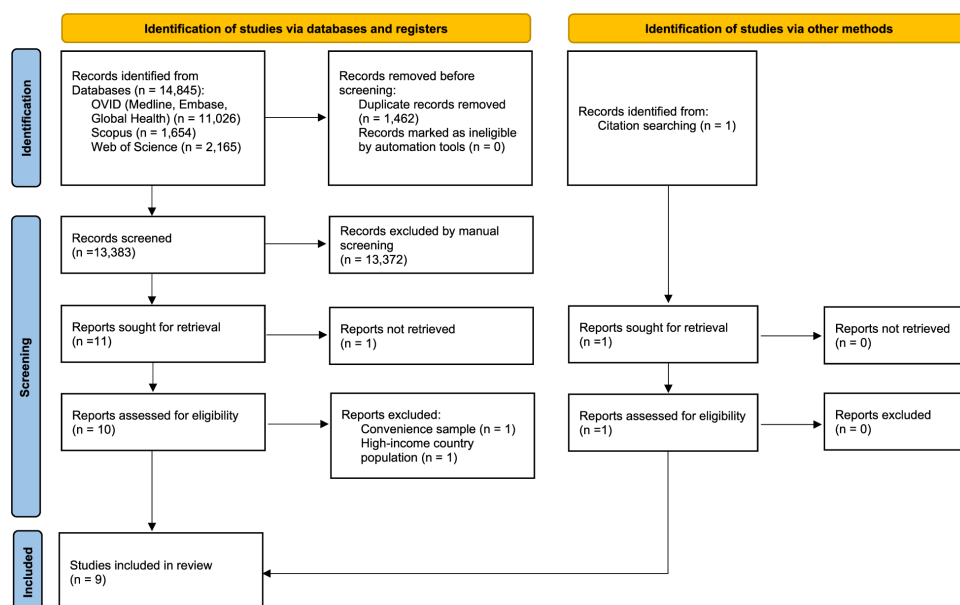 Identification of studies via databases and registers
Identification of studies via other methods
Identification
Records identified from
Databases (n = 14,845):
OVID (Medline, Embase,
Global Health) (n = 11,026)
Scopus (n = 1,654)
Web of Science (n = 2,165)
Records removed before
screening:
Duplicate records removed
(n = 1,462)
Records marked as ineligible
by automation tools (n = 0)
Records identified from:
Citation searching (n = 1)
Screening
Records screened
(n =13,383)
Records excluded by manual
screening
(n = 13,372)
Reports sought for retrieval
(n =11)
Reports not retrieved
(n = 1)
Reports sought for retrieval
(n =1)
Reports not retrieved
(n = 0)
Reports assessed for eligibility
(n = 10)
Reports excluded:
Convenience sample (n = 1)
High-income country
population (n = 1)
Reports assessed for eligibility
(n =1)
Reports excluded
(n = 0)
Included
Studies included in review
(n = 9)